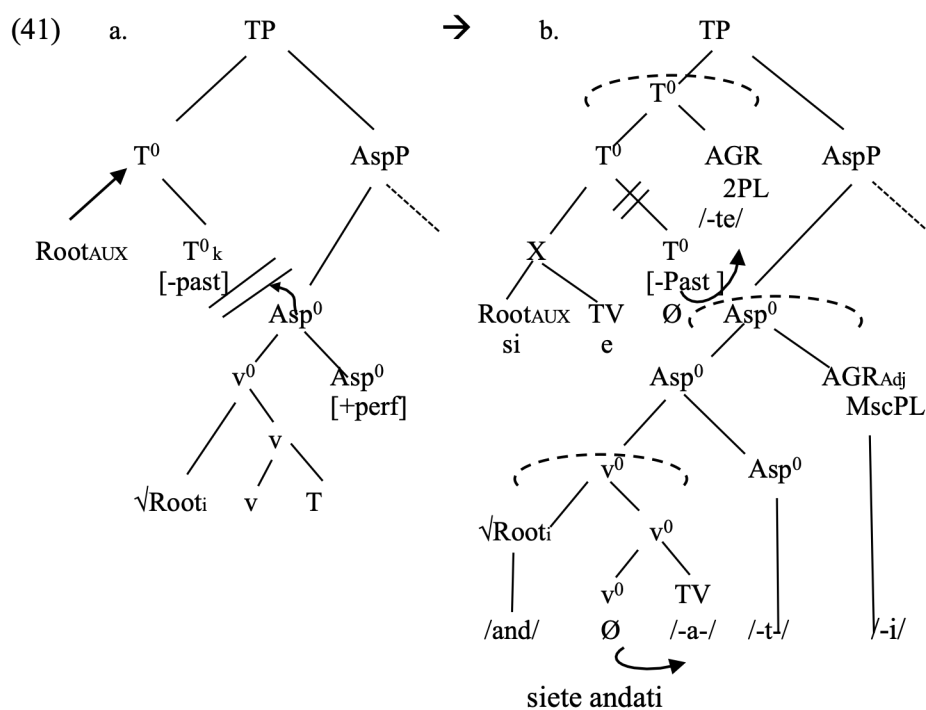 (41) a. TP → b. TP
T⁰
T⁰ AspP T⁰ AGR AspP
2PL
/-te/
RootAUX T⁰k X T⁰
[-past] [-Past ]
Asp⁰ RootAUX TV Ø Asp⁰
si e
v⁰ Asp⁰ Asp⁰ AGRAdj
[+perf] MscPL
v v⁰ Asp⁰
√Rooti v T √Rooti v⁰
v⁰ TV
/and/ Ø /-a-/ /-t-/ /-i/
siete andati